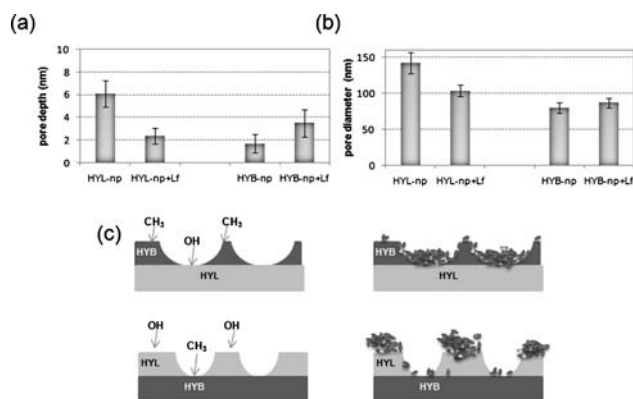 (a)
(b)
10
8
6
4
2
0
pore depth (nm)
HYL-np
HYL-np+Lf
HYB-np
HYB-np+Lf
150
100
50
0
pore diameter (nm)
HYL-np
HYL-np+Lf
HYB-np
HYB-np+Lf
(c)
CH3
OH
CH3
HYB
HYL
HYB
HYL
OH
CH3
OH
HYL
HYB
HYL
HYB